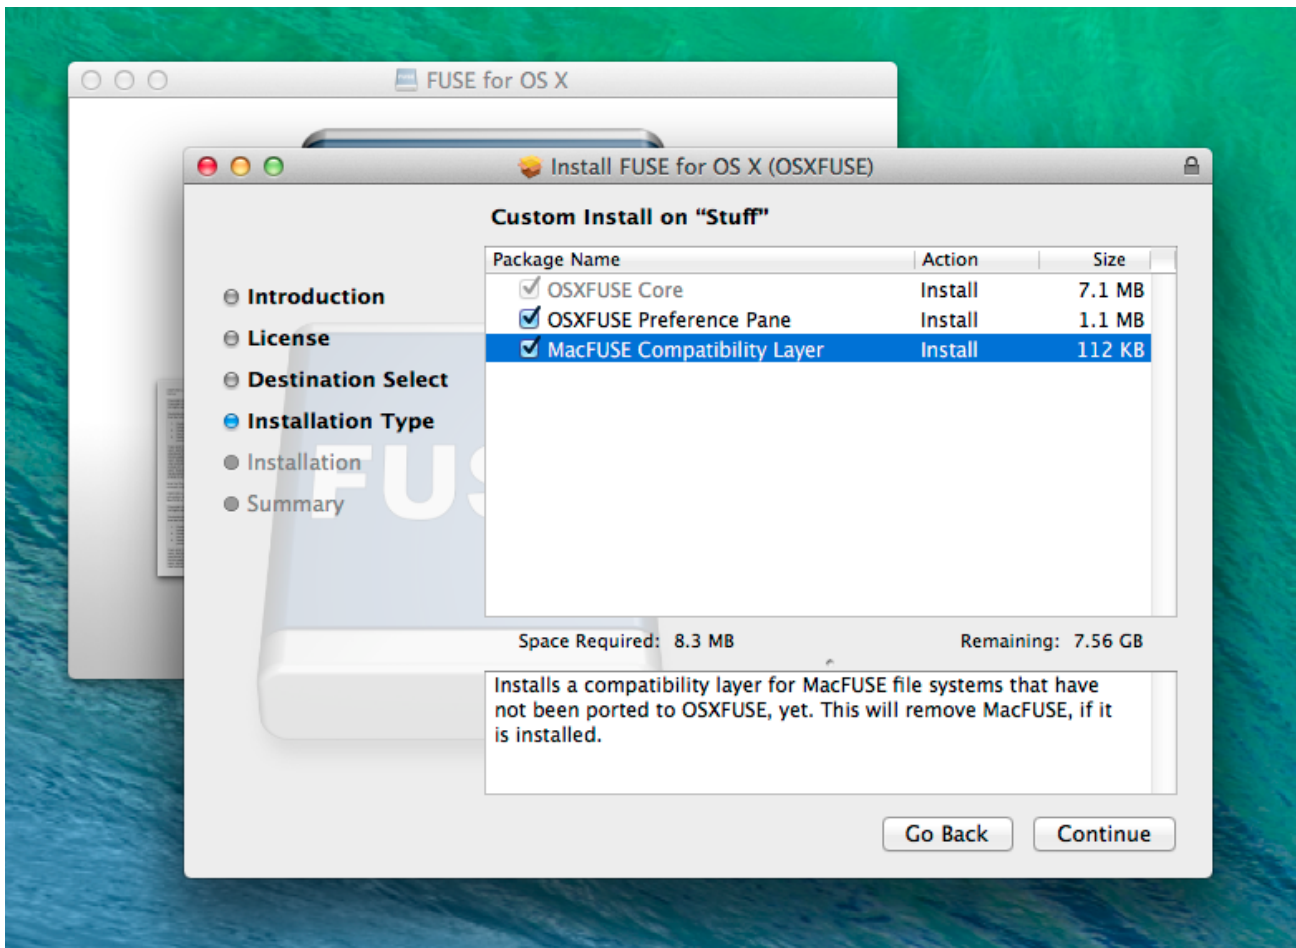 FUSE for OS X
Install FUSE for OS X (OSXFUSE)
Custom Install on “Stuff”
Package Name Action Size
OSXFUSE Core Install 7.1 MB
OSXFUSE Preference Pane Install 1.1 MB
MacFUSE Compatibility Layer Install 112 KB
Introduction
License
Destination Select
Installation Type
Installation
Summary
FUS
Space Required: 8.3 MB Remaining: 7.56 GB
Installs a compatibility layer for MacFUSE file systems that have
not been ported to OSXFUSE, yet. This will remove MacFUSE, if it
is installed.
Go Back Continue